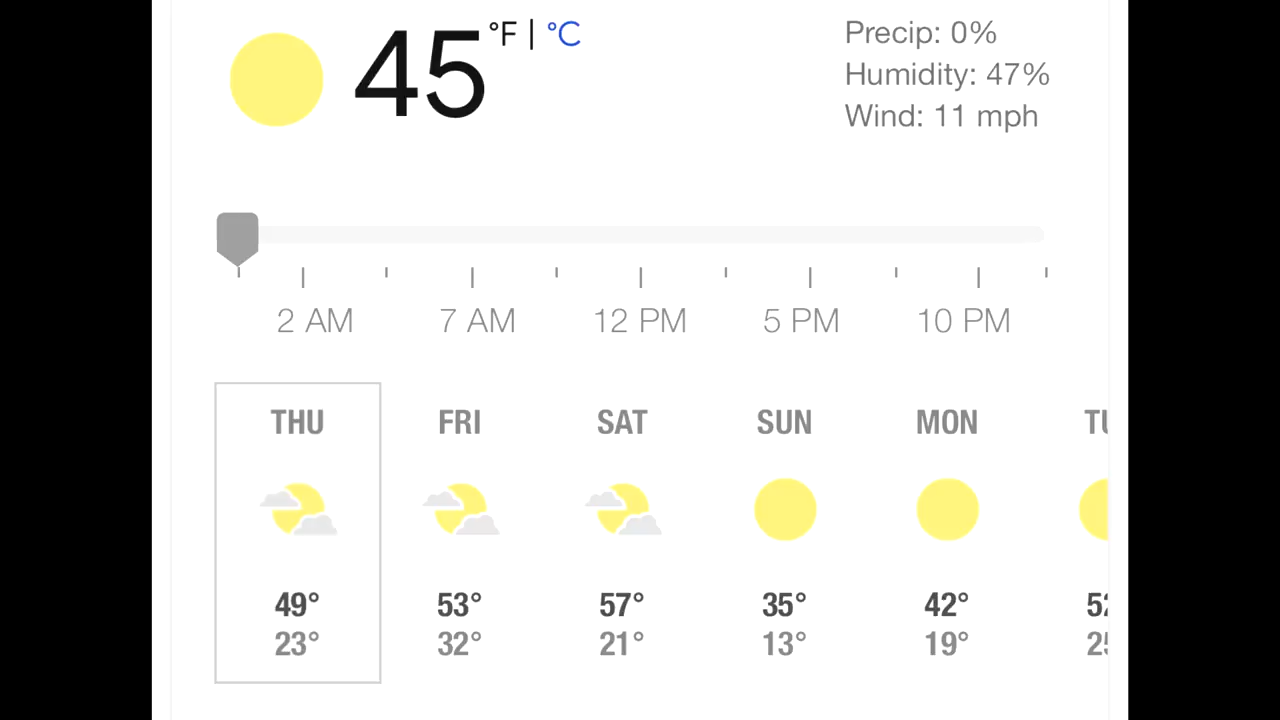 45 °F | °C
Precip: 0%
Humidity: 47%
Wind: 11 mph
2 AM 7 AM 12 PM 5 PM 10 PM
THU FRI SAT SUN MON
49° 53° 57° 35° 42°
23° 32° 21° 13° 19°